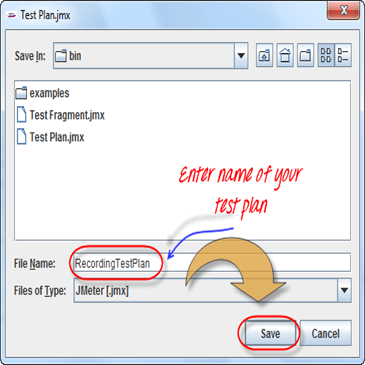 Test Plan.jmx
Save In:
bin
examples
Test Fragment.jmx
Test Plan.jmx
Enter name of your
test plan
File Name:
RecordingTestPlan
Files of Type:
JMeter [.jmx]
Save
Cancel